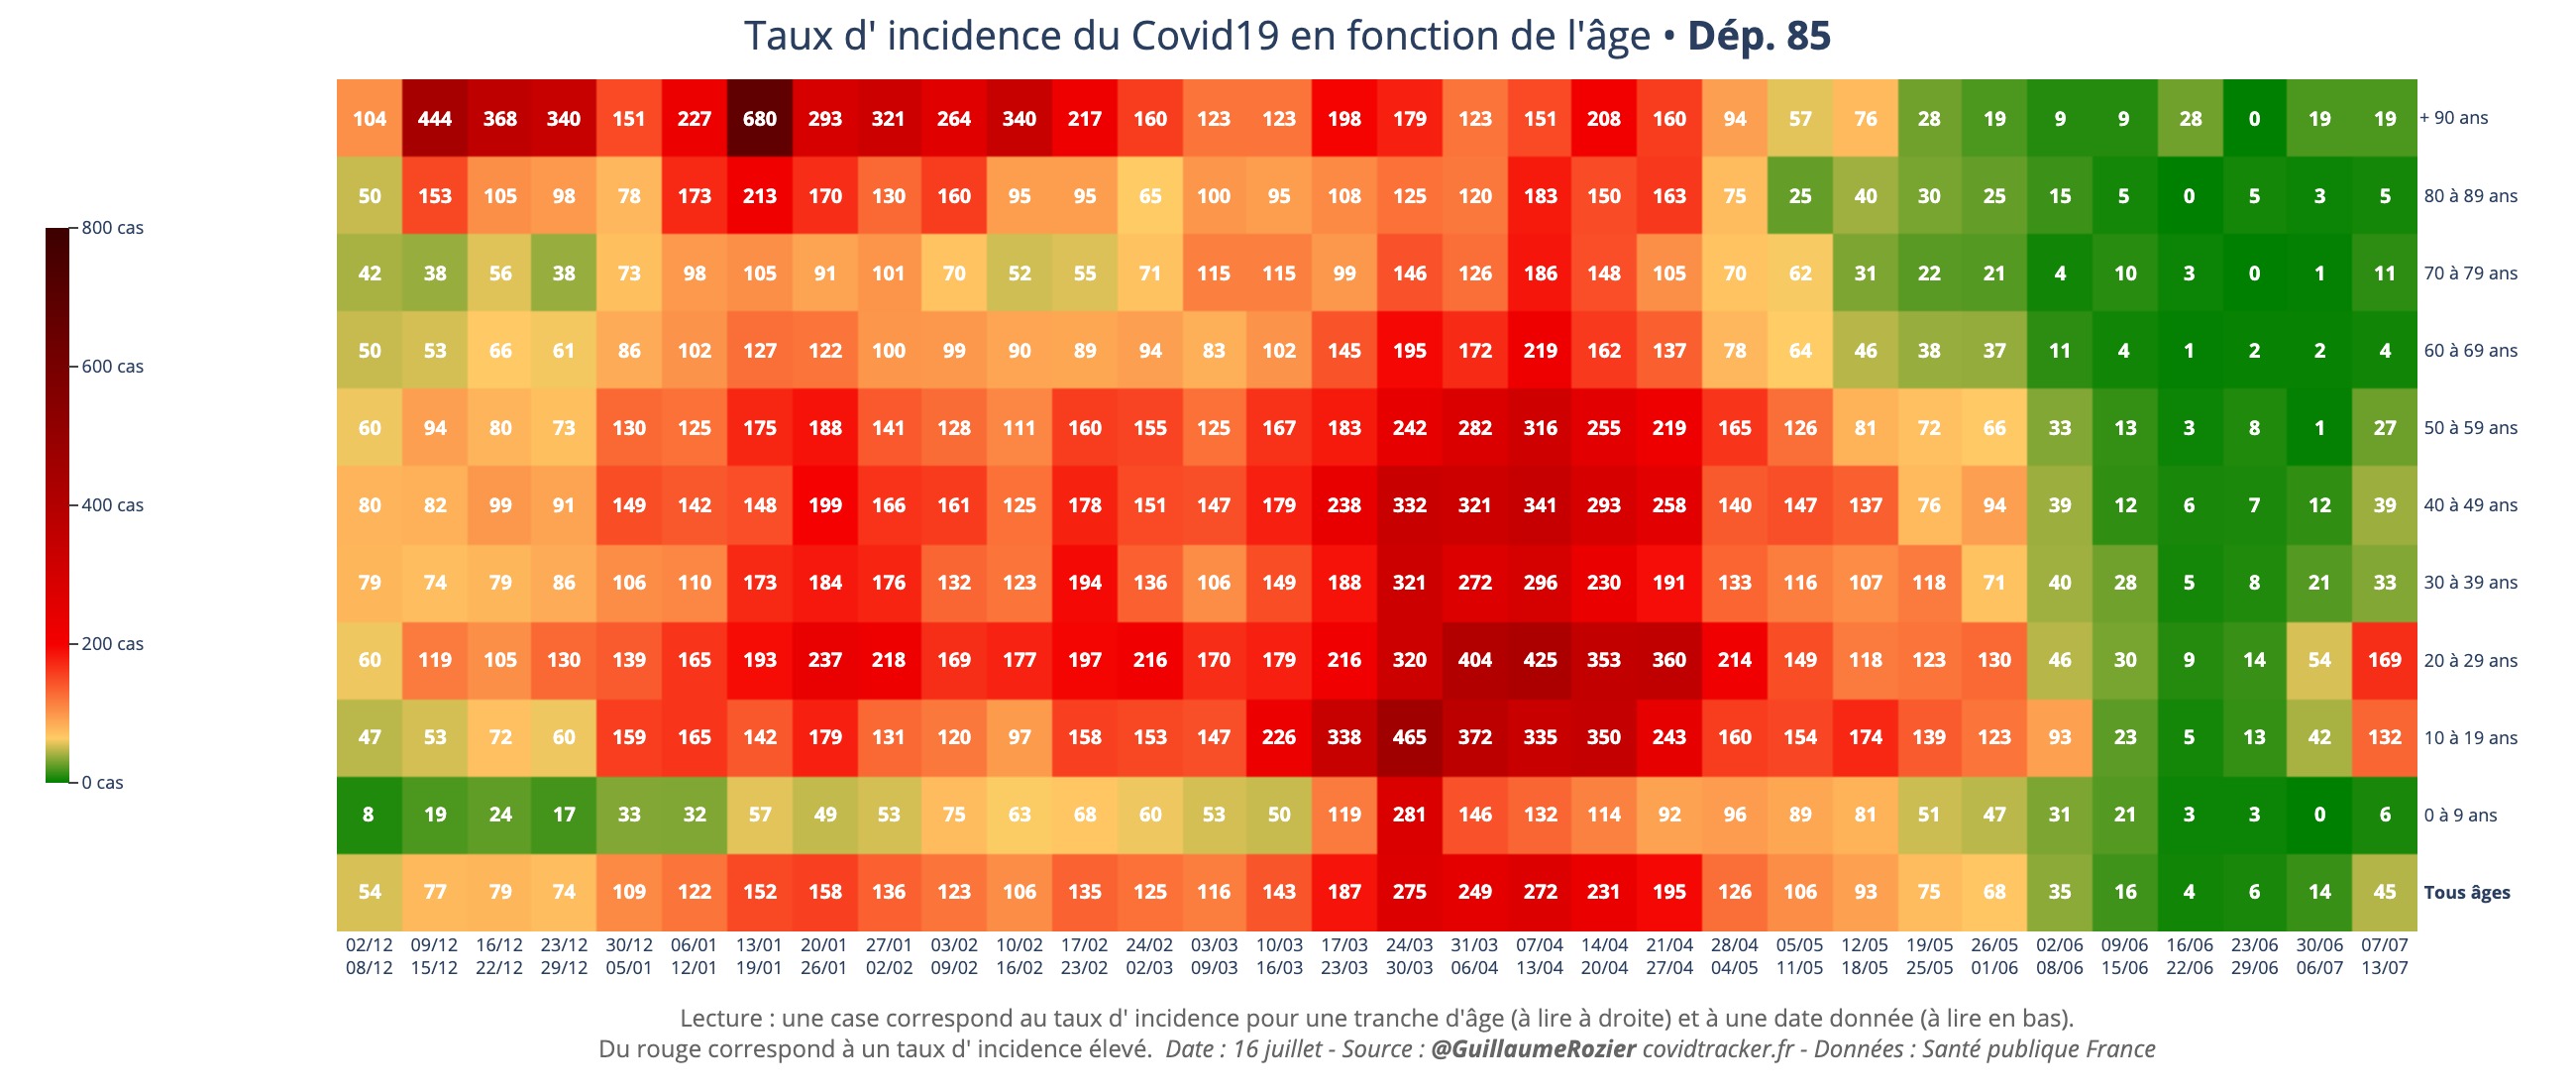 Taux d' incidence du Covid19 en fonction de l'âge • Dép. 85
800 cas
600 cas
400 cas
200 cas
0 cas
104 444 368 340 151 227 680 293 321 264 340 217 160 123 123 198 179 123 151 208 160 94 57 76 28 19 9 9 28 0 19 19 + 90 ans
50 153 105 98 78 173 213 170 130 160 95 95 65 100 95 108 125 120 183 150 163 75 25 40 30 25 15 5 0 5 3 5 80 à 89 ans
42 38 56 38 73 98 105 91 101 70 52 55 71 115 115 99 146 126 186 148 105 70 62 31 22 21 4 10 3 0 1 11 70 à 79 ans
50 53 66 61 86 102 127 122 100 99 90 89 94 83 102 145 195 172 219 162 137 78 64 46 38 37 11 4 1 2 2 4 60 à 69 ans
60 94 80 73 130 125 175 188 141 128 111 160 155 125 167 183 242 282 316 255 219 165 126 81 72 66 33 13 3 8 1 27 50 à 59 ans
80 82 99 91 149 142 148 199 166 161 125 178 151 147 179 238 332 321 341 293 258 140 147 137 76 94 39 12 6 7 12 39 40 à 49 ans
79 74 79 86 106 110 173 184 176 132 123 194 136 106 149 188 321 272 296 230 191 133 116 107 118 71 40 28 5 8 21 33 30 à 39 ans
60 119 105 130 139 165 193 237 218 169 177 197 216 170 179 216 320 404 425 353 360 214 149 118 123 130 46 30 9 14 54 169 20 à 29 ans
47 53 72 60 159 165 142 179 131 120 97 158 153 147 226 338 465 372 335 350 243 160 154 174 139 123 93 23 5 13 42 132 10 à 19 ans
8 19 24 17 33 32 57 49 53 75 63 68 60 53 50 119 281 146 132 114 92 96 89 81 51 47 31 21 3 3 0 6 0 à 9 ans
54 77 79 74 109 122 152 158 136 123 106 135 125 116 143 187 275 249 272 231 195 126 106 93 75 68 35 16 4 6 14 45 Tous âges
02/12 09/12 16/12 23/12 30/12 06/01 13/01 20/01 27/01 03/02 10/02 17/02 24/02 03/03 10/03 17/03 24/03 31/03 07/04 14/04 21/04 28/04 05/05 12/05 19/05 26/05 02/06 09/06 16/06 23/06 30/06 07/07
08/12 15/12 22/12 29/12 05/01 12/01 19/01 26/01 02/02 09/02 16/02 23/02 02/03 09/03 16/03 23/03 30/03 06/04 13/04 20/04 27/04 04/05 11/05 18/05 25/05 01/06 08/06 15/06 22/06 29/06 06/07 13/07
Lecture : une case correspond au taux d' incidence pour une tranche d'âge (à lire à droite) et à une date donnée (à lire en bas).
Du rouge correspond à un taux d' incidence élevé. Date : 16 juillet - Source : @GuillaumeRozier covidtracker.fr - Données : Santé publique France